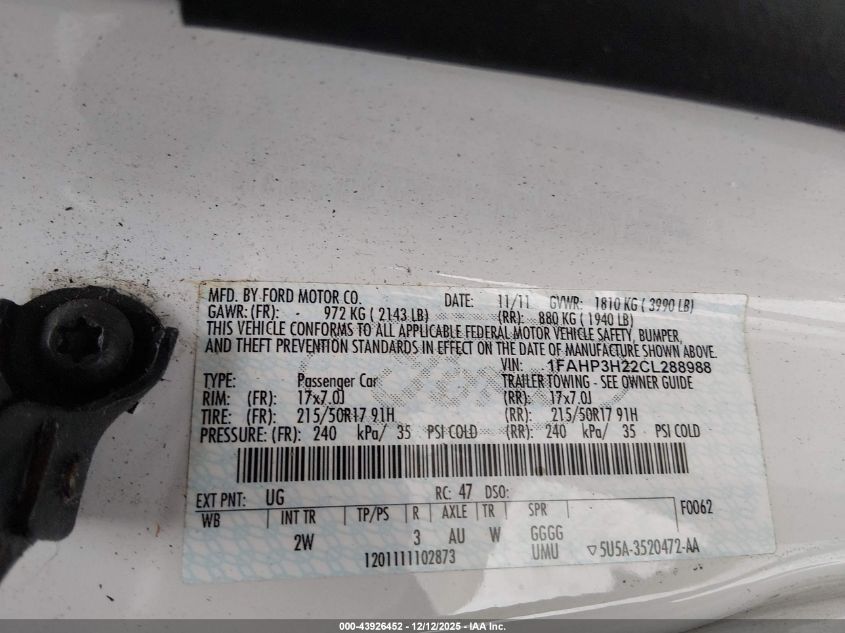 MFD. BY FORD MOTOR CO. DATE: 11/11 GVWR: 1810 KG ( 3990 LB)
GAWR: (FR): - 972 KG ( 2143 LB) (RR): 880 KG ( 1940 LB)
THIS VEHICLE CONFORMS TO ALL APPLICABLE FEDERAL MOTOR VEHICLE SAFETY, BUMPER,
AND THEFT PREVENTION STANDARDS IN EFFECT ON THE DATE OF MANUFACTURE SHOWN ABOVE.
VIN: 1FAHP3H22CL288988
TYPE: Passenger Car TRAILER TOWING - SEE OWNER GUIDE
RIM: (FR): 17x7.0J (RR): 17x7.0J
TIRE: (FR): 215/50R17 91H (RR): 215/50R17 91H
PRESSURE: (FR): 240 kPa/ 35 PSI COLD (RR): 240 kPa/ 35 PSI COLD
EXT PNT: UG RC: 47 DSO:
WB INT TR TP/PS R AXLE TR SPR F0062
2W 3 AU W GGGG
1201111102873 UMU ▽5U5A-3520472-AA
000-43926452 - 12/12/2025 - IAA Inc.